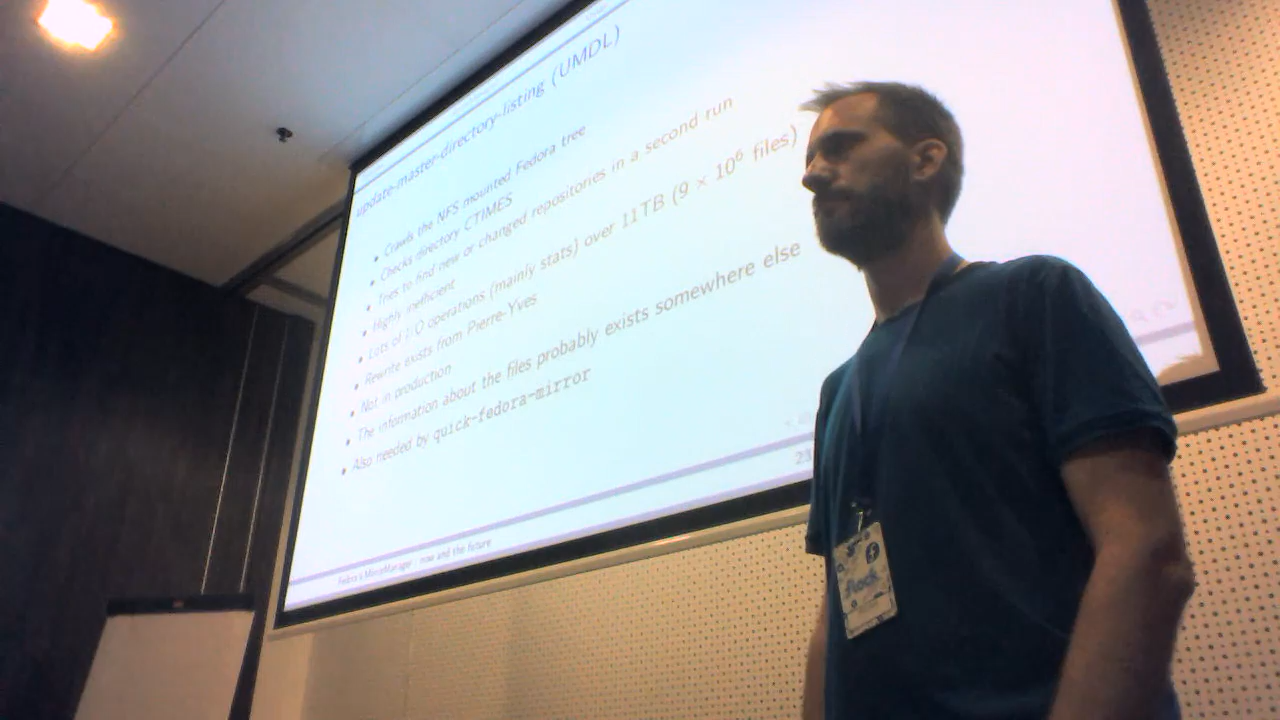 update-master-directory-listing (UMDL)
• Crawls the NFS mounted Fedora tree
• Checks directory CTIMES
• Tries to find new or changed repositories in a second run
• Highly inefficient
• Lots of I/O operations (mainly stats) over 11TB (9 × 10⁶ files)
• Rewrite exists from Pierre-Yves
• Not in production
• The information about the files probably exists somewhere else
• Also needed by quick-fedora-mirror
Fedora's MirrorManager : now and the future
flock